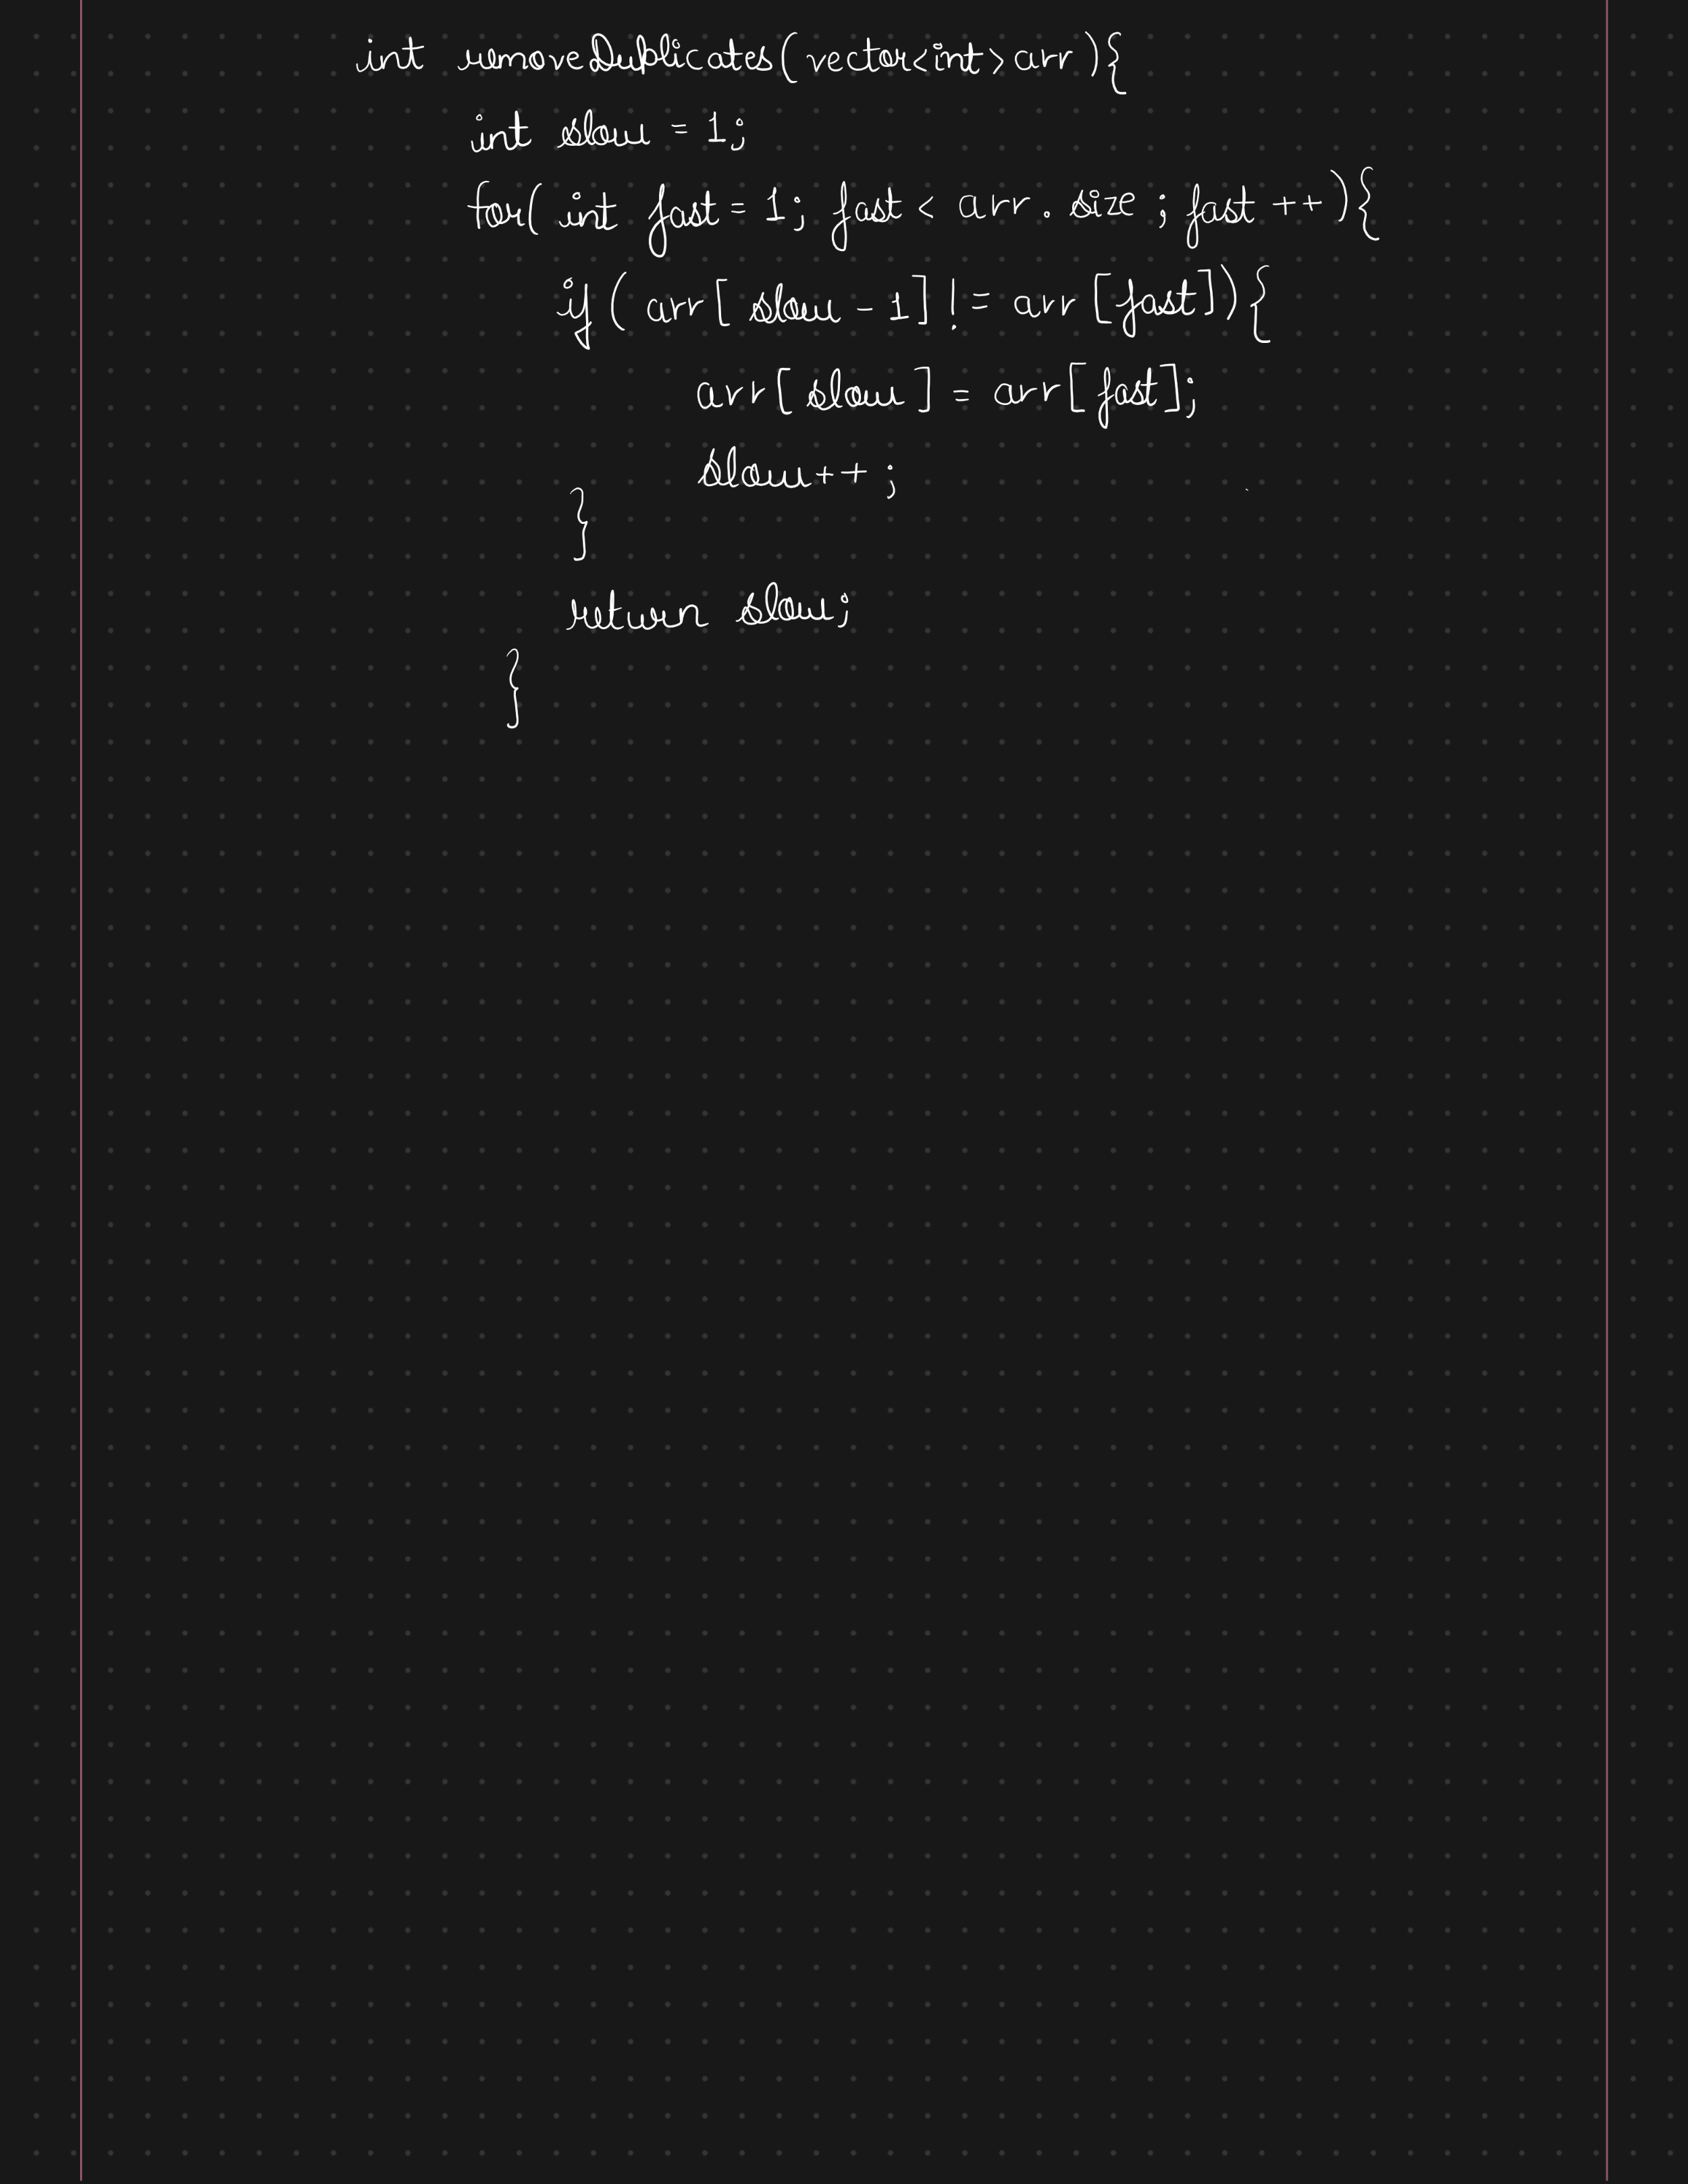 int removeDuplicates(vector<int>arr){
int slow = 1;
for( int fast = 1; fast < arr. size ; fast ++){
if ( arr[ slow - 1] != arr [fast]){
arr[ slow ] = arr[ fast ];
slow++ ;
}
return slow;
}